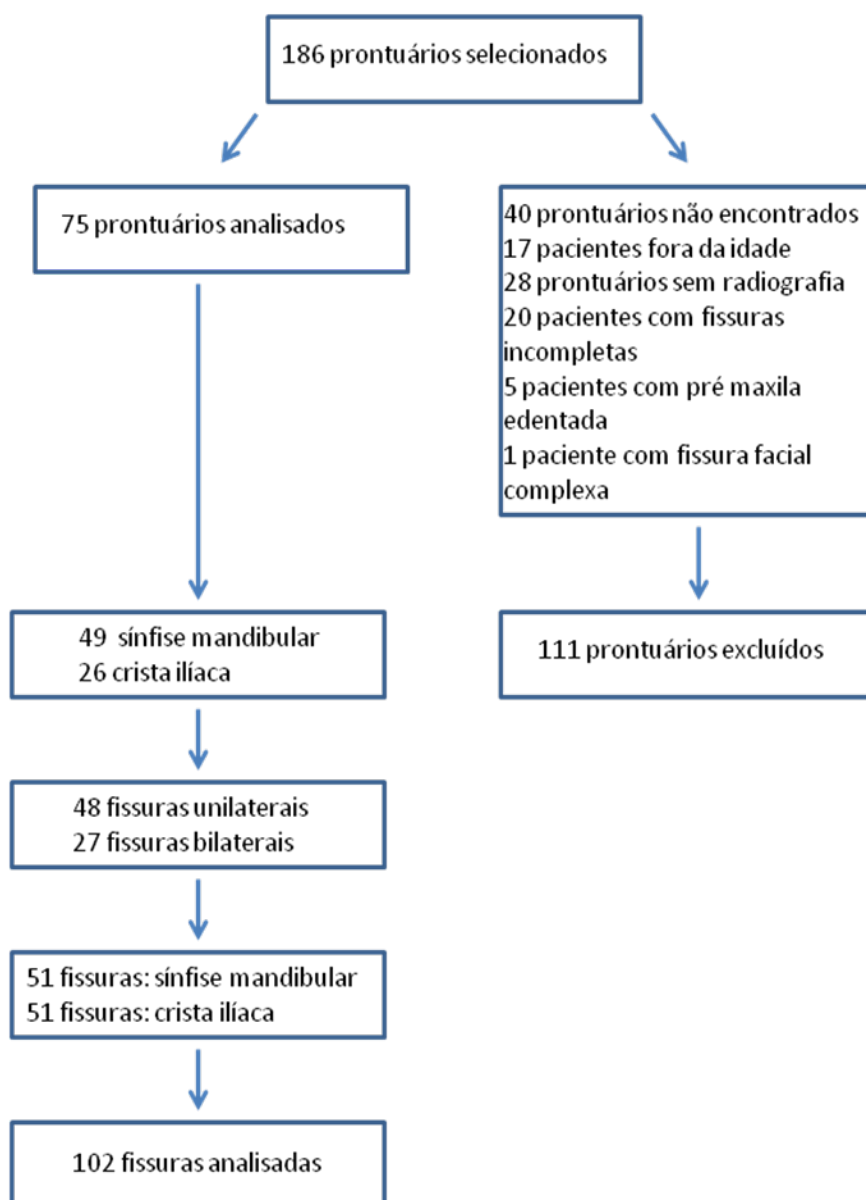 186 prontuários selecionados
75 prontuários analisados
40 prontuários não encontrados
17 pacientes fora da idade
28 prontuários sem radiografia
20 pacientes com fissuras
incompletas
5 pacientes com pré maxila
edentada
1 paciente com fissura facial
complexa
49 sínfise mandibular
26 crista ilíaca
111 prontuários excluídos
48 fissuras unilaterais
27 fissuras bilaterais
51 fissuras: sínfise mandibular
51 fissuras: crista ilíaca
102 fissuras analisadas